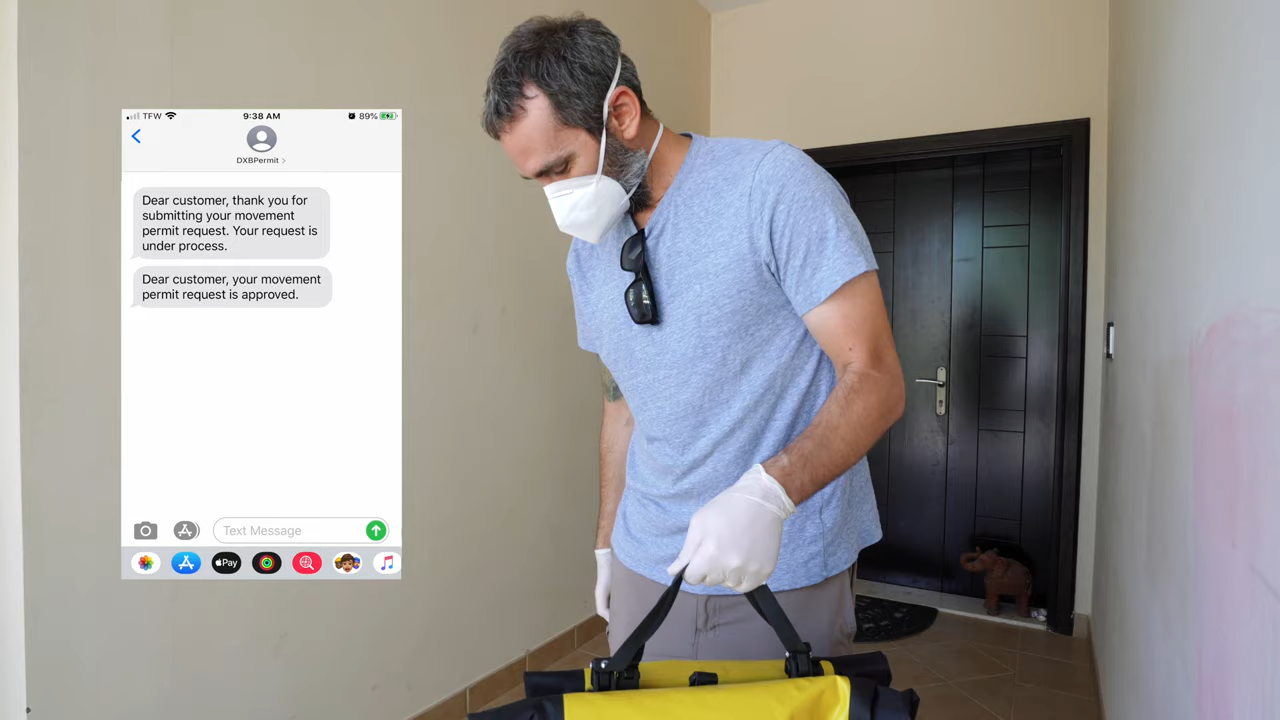 TFW
9:38 AM
89%
DXBPermit
Dear customer, thank you for
submitting your movement
permit request. Your request is
under process.
Dear customer, your movement
permit request is approved.
Text Message
Pay